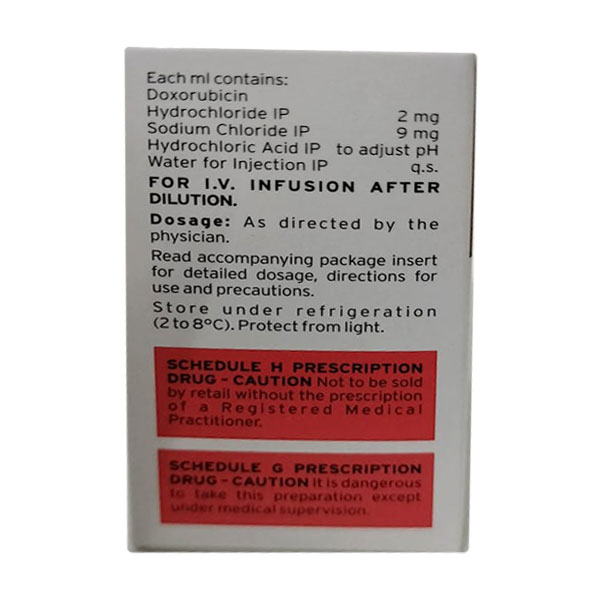 Each ml contains:
Doxorubicin
Hydrochloride IP 2 mg
Sodium Chloride IP 9 mg
Hydrochloric Acid IP to adjust pH
Water for Injection IP q.s.
FOR I.V. INFUSION AFTER
DILUTION.
Dosage: As directed by the
physician.
Read accompanying package insert
for detailed dosage, directions for
use and precautions.
Store under refrigeration
(2 to 8°C). Protect from light.
SCHEDULE H PRESCRIPTION
DRUG - CAUTION Not to be sold
by retail without the prescription
of a Registered Medical
Practitioner.
SCHEDULE G PRESCRIPTION
DRUG - CAUTION It is dangerous
to take this preparation except
under medical supervision.